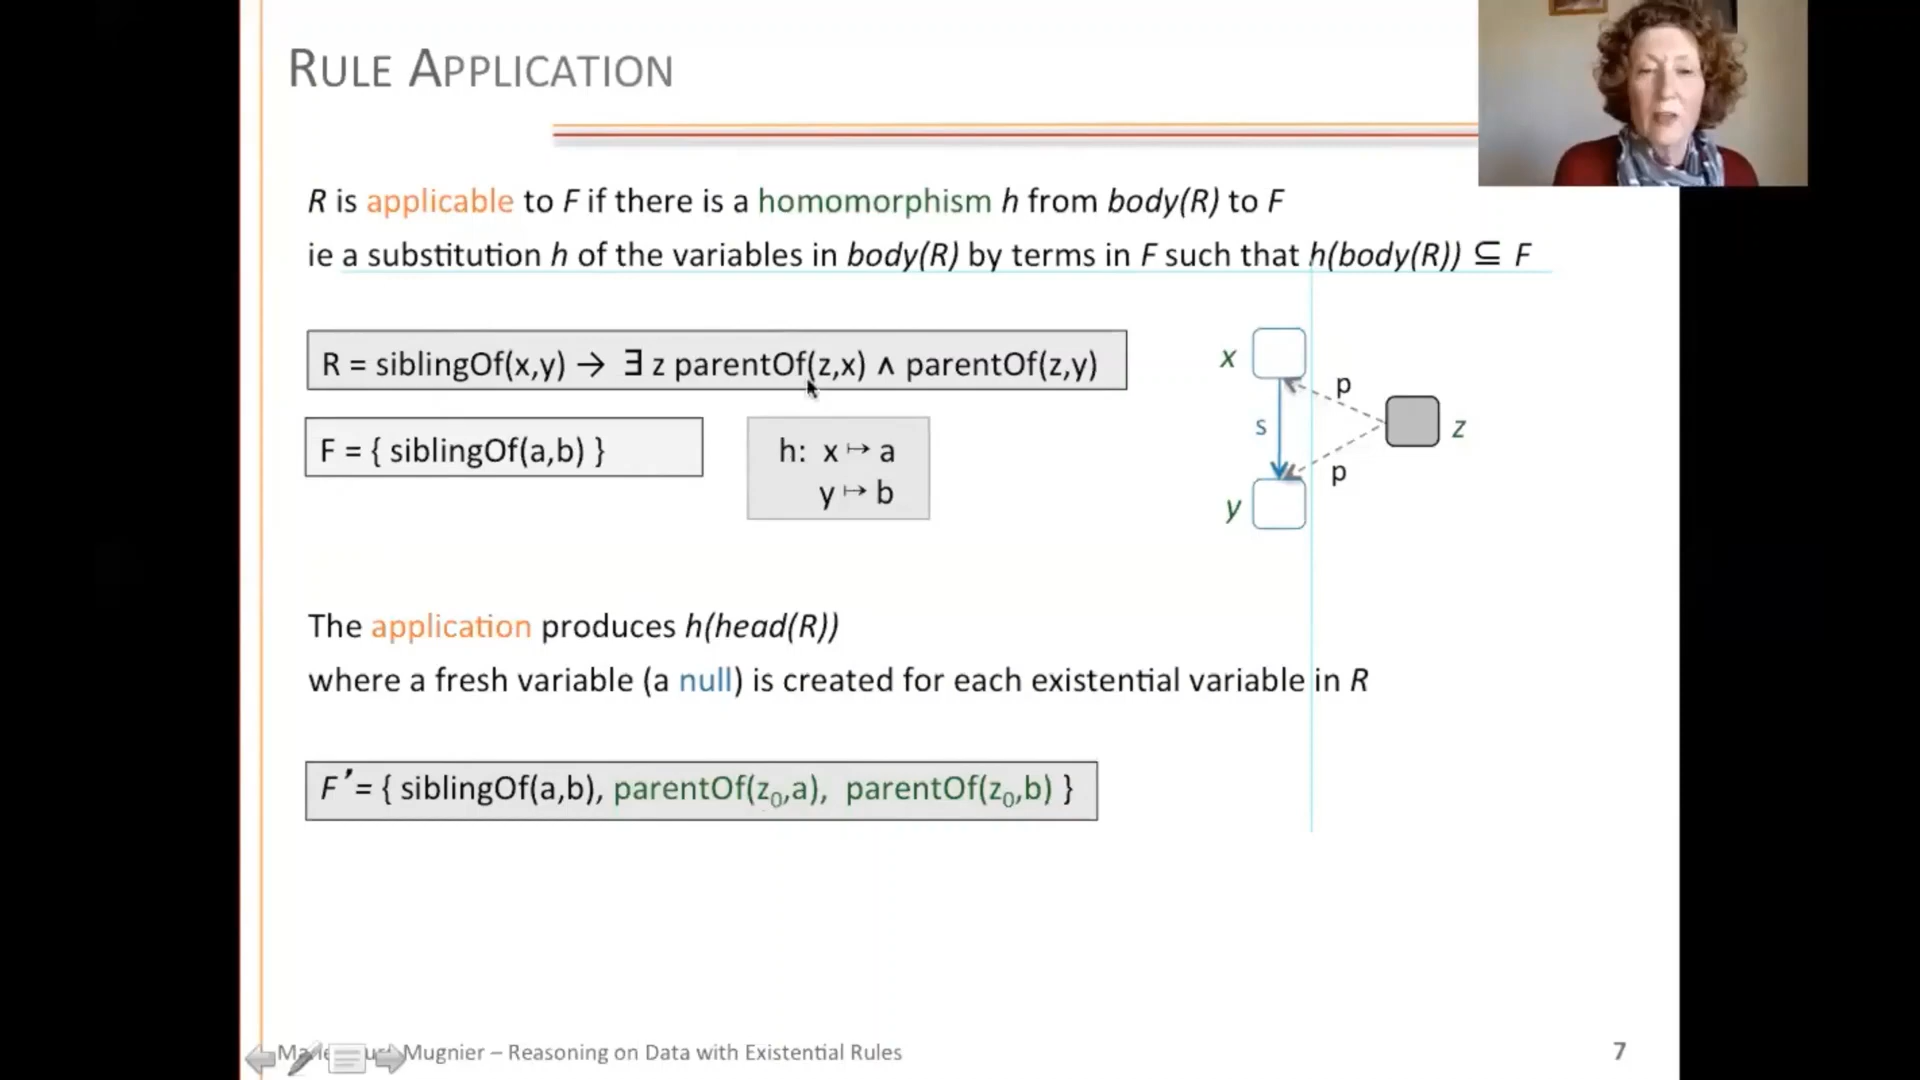 RULE APPLICATION
R is applicable to F if there is a homomorphism h from body(R) to F
ie a substitution h of the variables in body(R) by terms in F such that h(body(R)) ⊆ F
R = siblingOf(x,y) → ∃ z parentOf(z,x) ∧ parentOf(z,y)
F = { siblingOf(a,b) }
h: x ↦ a
y ↦ b
x
p
s
z
p
y
The application produces h(head(R))
where a fresh variable (a null) is created for each existential variable in R
F’= { siblingOf(a,b), parentOf(z₀,a), parentOf(z₀,b) }
Mugnier – Reasoning on Data with Existential Rules
7